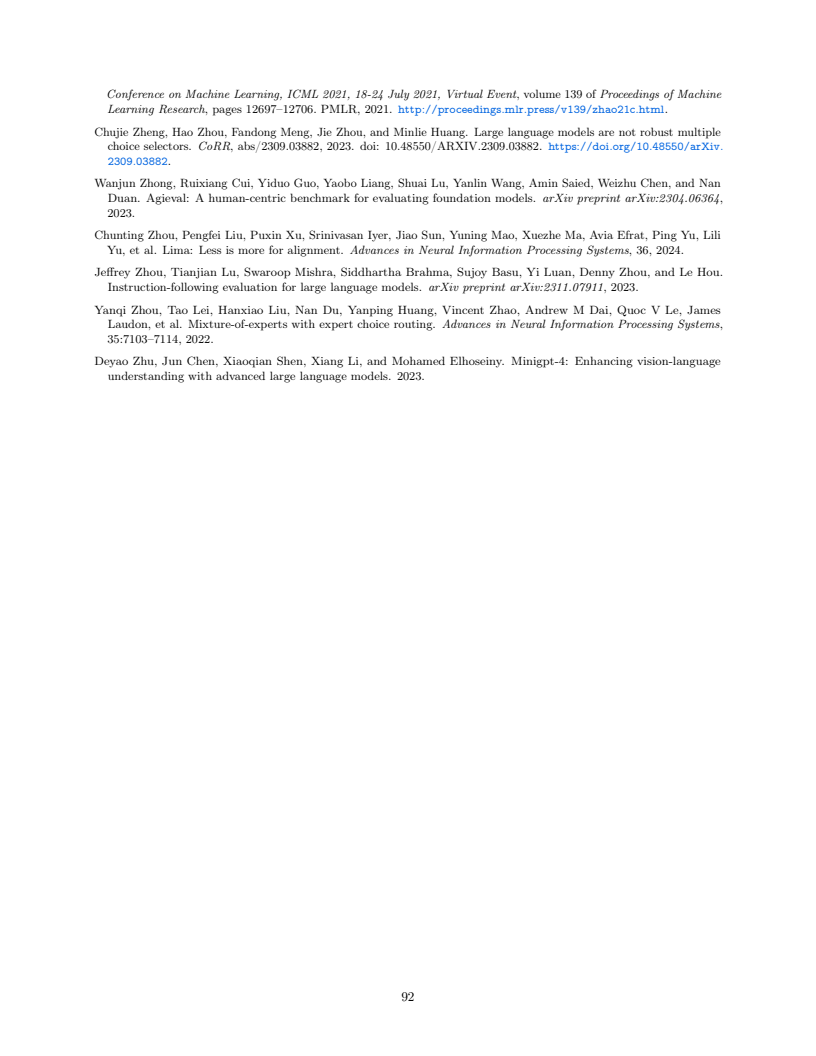 Conference on Machine Learning, ICML 2021, 18-24 July 2021, Virtual Event, volume 139 of Proceedings of Machine
Learning Research, pages 12697–12706. PMLR, 2021. http://proceedings.mlr.press/v139/zhao21c.html.
Chujie Zheng, Hao Zhou, Fandong Meng, Jie Zhou, and Minlie Huang. Large language models are not robust multiple
choice selectors. CoRR, abs/2309.03882, 2023. doi: 10.48550/ARXIV.2309.03882. https://doi.org/10.48550/arXiv.
2309.03882.
Wanjun Zhong, Ruixiang Cui, Yiduo Guo, Yaobo Liang, Shuai Lu, Yanlin Wang, Amin Saied, Weizhu Chen, and Nan
Duan. Agieval: A human-centric benchmark for evaluating foundation models. arXiv preprint arXiv:2304.06364,
2023.
Chunting Zhou, Pengfei Liu, Puxin Xu, Srinivasan Iyer, Jiao Sun, Yuning Mao, Xuezhe Ma, Avia Efrat, Ping Yu, Lili
Yu, et al. Lima: Less is more for alignment. Advances in Neural Information Processing Systems, 36, 2024.
Jeffrey Zhou, Tianjian Lu, Swaroop Mishra, Siddhartha Brahma, Sujoy Basu, Yi Luan, Denny Zhou, and Le Hou.
Instruction-following evaluation for large language models. arXiv preprint arXiv:2311.07911, 2023.
Yanqi Zhou, Tao Lei, Hanxiao Liu, Nan Du, Yanping Huang, Vincent Zhao, Andrew M Dai, Quoc V Le, James
Laudon, et al. Mixture-of-experts with expert choice routing. Advances in Neural Information Processing Systems,
35:7103–7114, 2022.
Deyao Zhu, Jun Chen, Xiaoqian Shen, Xiang Li, and Mohamed Elhoseiny. Minigpt-4: Enhancing vision-language
understanding with advanced large language models. 2023.
92